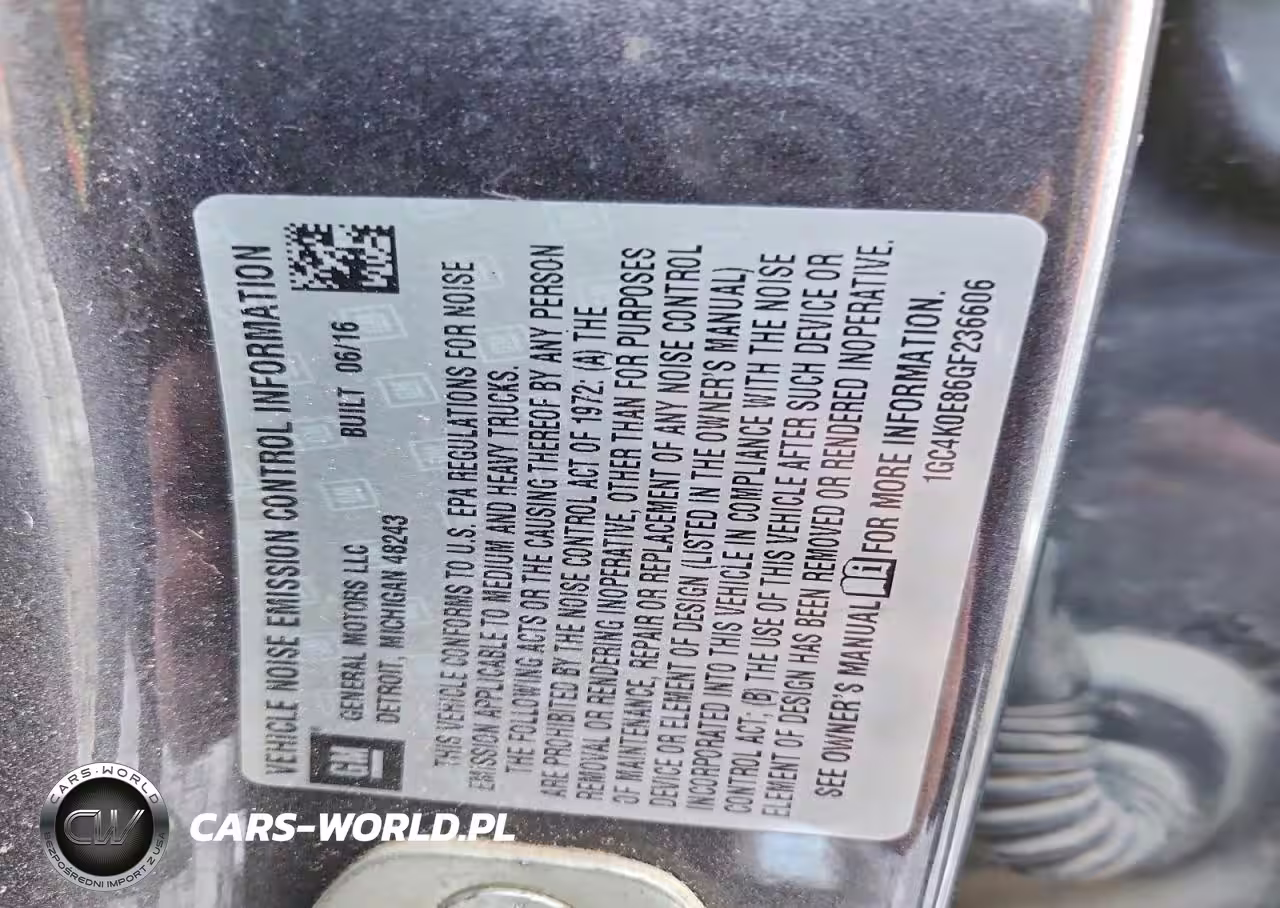 VEHICLE NOISE EMISSION CONTROL INFORMATION
GM
GENERAL MOTORS LLC BUILT 06/16
DETROIT, MICHIGAN 48243
THIS VEHICLE CONFORMS TO U.S. EPA REGULATIONS FOR NOISE
EMISSION APPLICABLE TO MEDIUM AND HEAVY TRUCKS.
THE FOLLOWING ACTS OR THE CAUSING THEREOF BY ANY PERSON
ARE PROHIBITED BY THE NOISE CONTROL ACT OF 1972: (A) THE
REMOVAL OR RENDERING INOPERATIVE, OTHER THAN FOR PURPOSES
OF MAINTENANCE, REPAIR OR REPLACEMENT OF ANY NOISE CONTROL
DEVICE OR ELEMENT OF DESIGN (LISTED IN THE OWNER'S MANUAL)
INCORPORATED INTO THIS VEHICLE IN COMPLIANCE WITH THE NOISE
CONTROL ACT; (B) THE USE OF THIS VEHICLE AFTER SUCH DEVICE OR
ELEMENT OF DESIGN HAS BEEN REMOVED OR RENDERED INOPERATIVE.
SEE OWNER'S MANUAL FOR MORE INFORMATION.
1GC4K0E86GF236606
CARS-WORLD
CW
BEZPOŚREDNI IMPORT Z USA
CARS-WORLD.PL